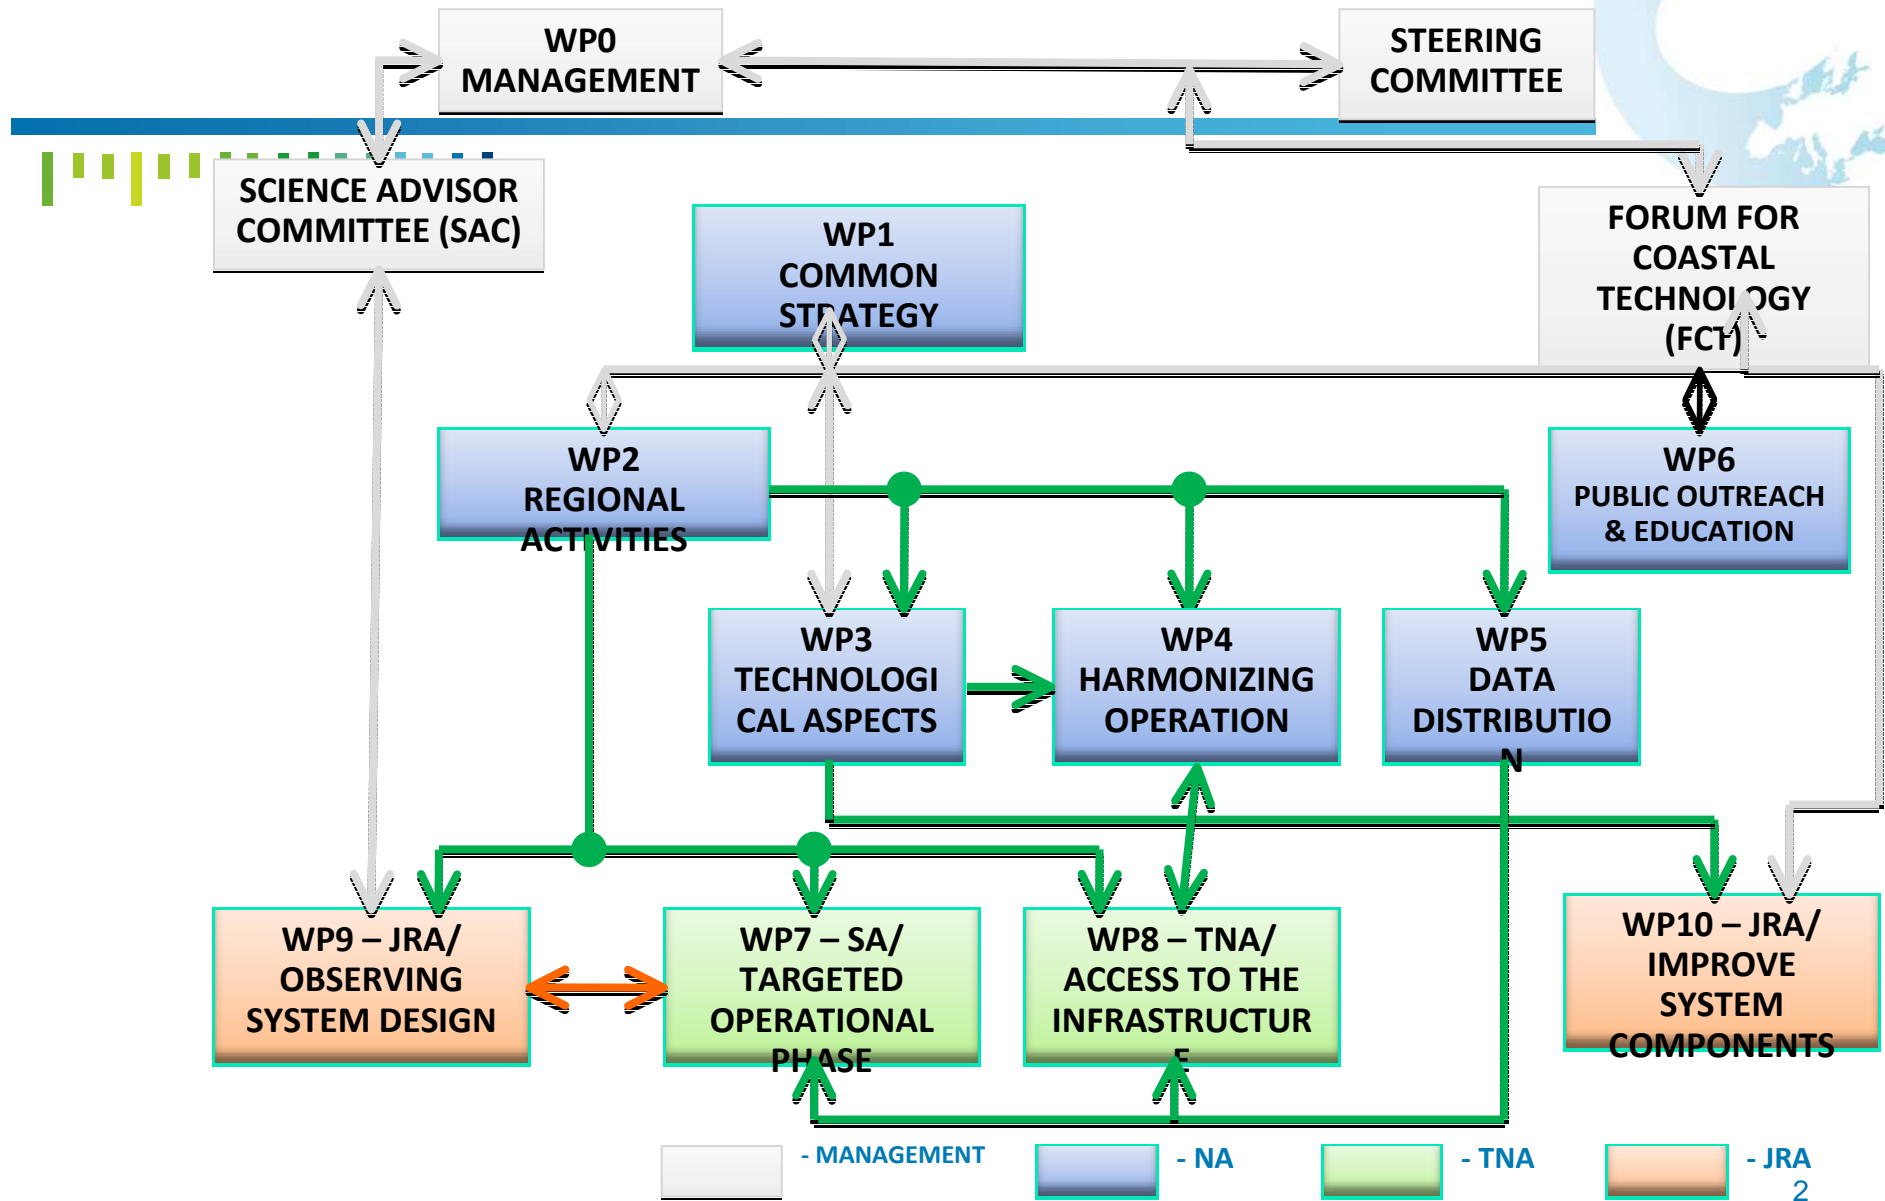 WP0
MANAGEMENT
STEERING
COMMITTEE
SCIENCE ADVISOR
COMMITTEE (SAC)
WP1
COMMON
STRATEGY
FORUM FOR
COASTAL
TECHNOLOGY
(FCT)
WP2
REGIONAL
ACTIVITIES
WP6
PUBLIC OUTREACH
& EDUCATION
WP3
TECHNOLOGI
CAL ASPECTS
WP4
HARMONIZING
OPERATION
WP5
DATA
DISTRIBUTIO
N
WP9 – JRA/
OBSERVING
SYSTEM DESIGN
WP7 – SA/
TARGETED
OPERATIONAL
PHASE
WP8 – TNA/
ACCESS TO THE
INFRASTRUCTUR
E
WP10 – JRA/
IMPROVE
SYSTEM
COMPONENTS
- MANAGEMENT
- NA
- TNA
- JRA
2